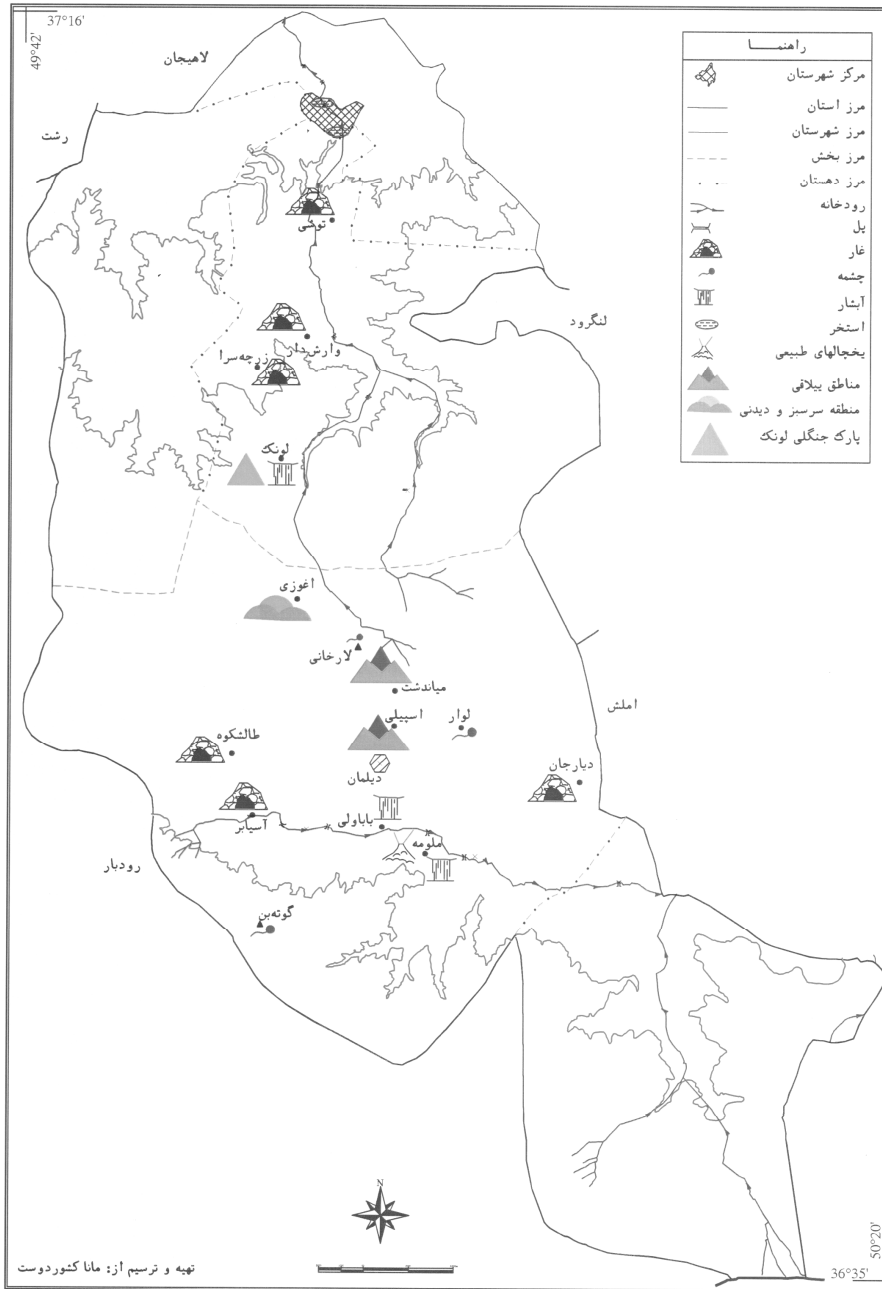 37°16'
49°42'
لاهیجان
رشت
راهنمـــا
مرکز شهرستان
مرز استان
مرز شهرستان
مرز بخش
مرز دهستان
رودخانه
پل
غار
چشمه
آبشار
استخر
یخچالهای طبیعی
مناطق ییلاقی
منطقه سرسبز و دیدنی
پارک جنگلی لونک
توشی
لنگرود
وارش‌دار
زرچه‌سرا
لونک
اغوزی
لارخانی
میاندشت
املش
لوار
اسپیلی
طالشکوه
دیارجان
دیلمان
باباولی
آسیابر
ملومه
رودبار
گوته‌بن
N
50°20'
36°35'
تهیه و ترسیم از: مانا کشوردوست